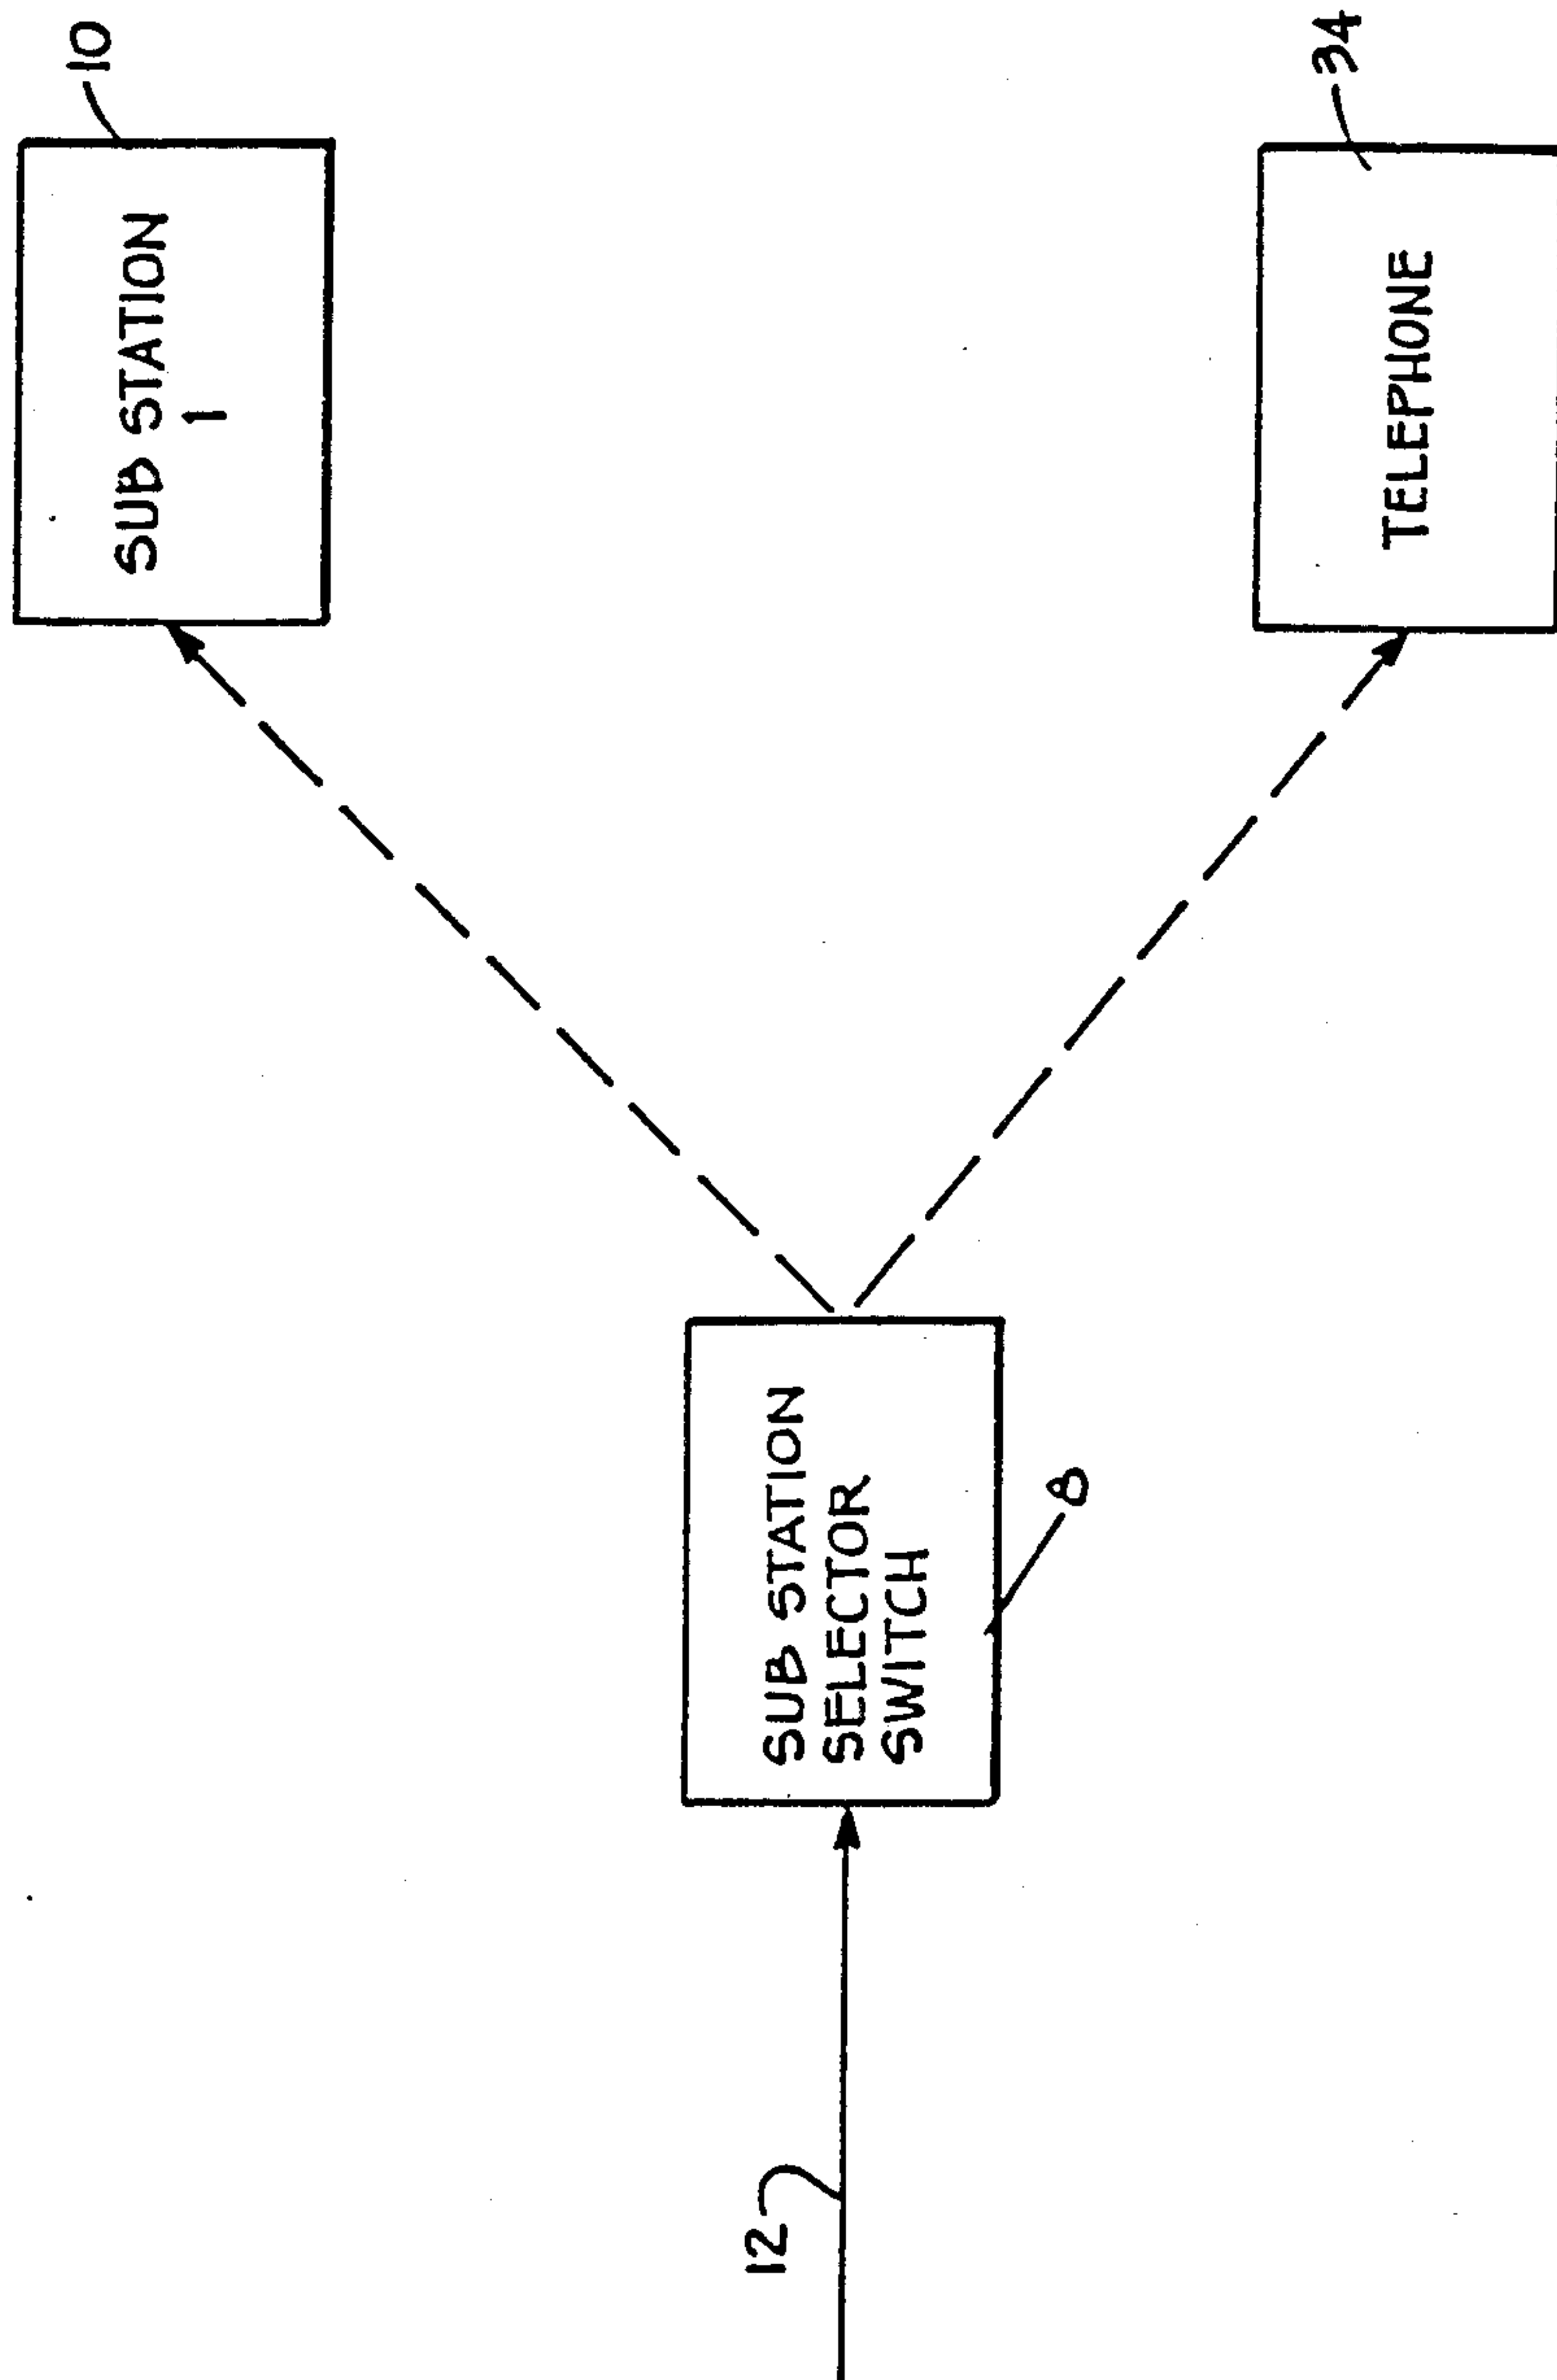 10
SUB STATION
1
12
SUB STATION
SELECTOR
SWITCH
8
34
TELEPHONE